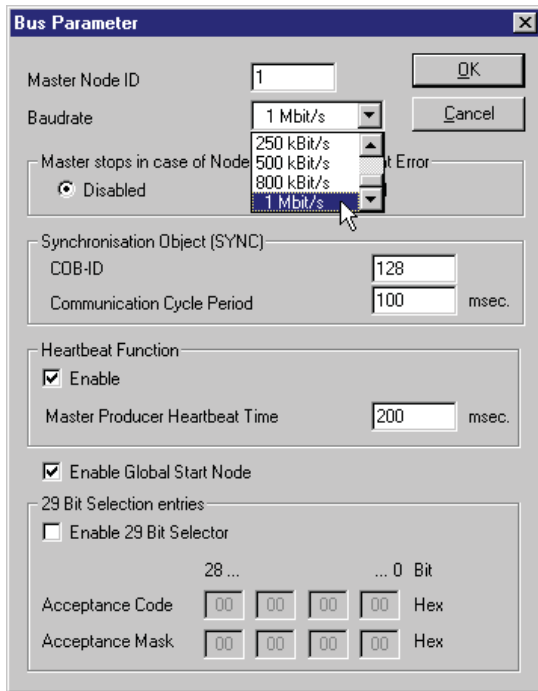 Bus Parameter
Master Node ID 1 OK
Baudrate 1 Mbit/s Cancel
250 kBit/s
500 kBit/s
800 kBit/s
1 Mbit/s
Master stops in case of Node Error
Disabled
Synchronisation Object (SYNC)
COB-ID 128
Communication Cycle Period 100 msec.
Heartbeat Function
Enable
Master Producer Heartbeat Time 200 msec.
Enable Global Start Node
29 Bit Selection entries
Enable 29 Bit Selector
28 ... ... 0 Bit
Acceptance Code 00 00 00 00 Hex
Acceptance Mask 00 00 00 00 Hex